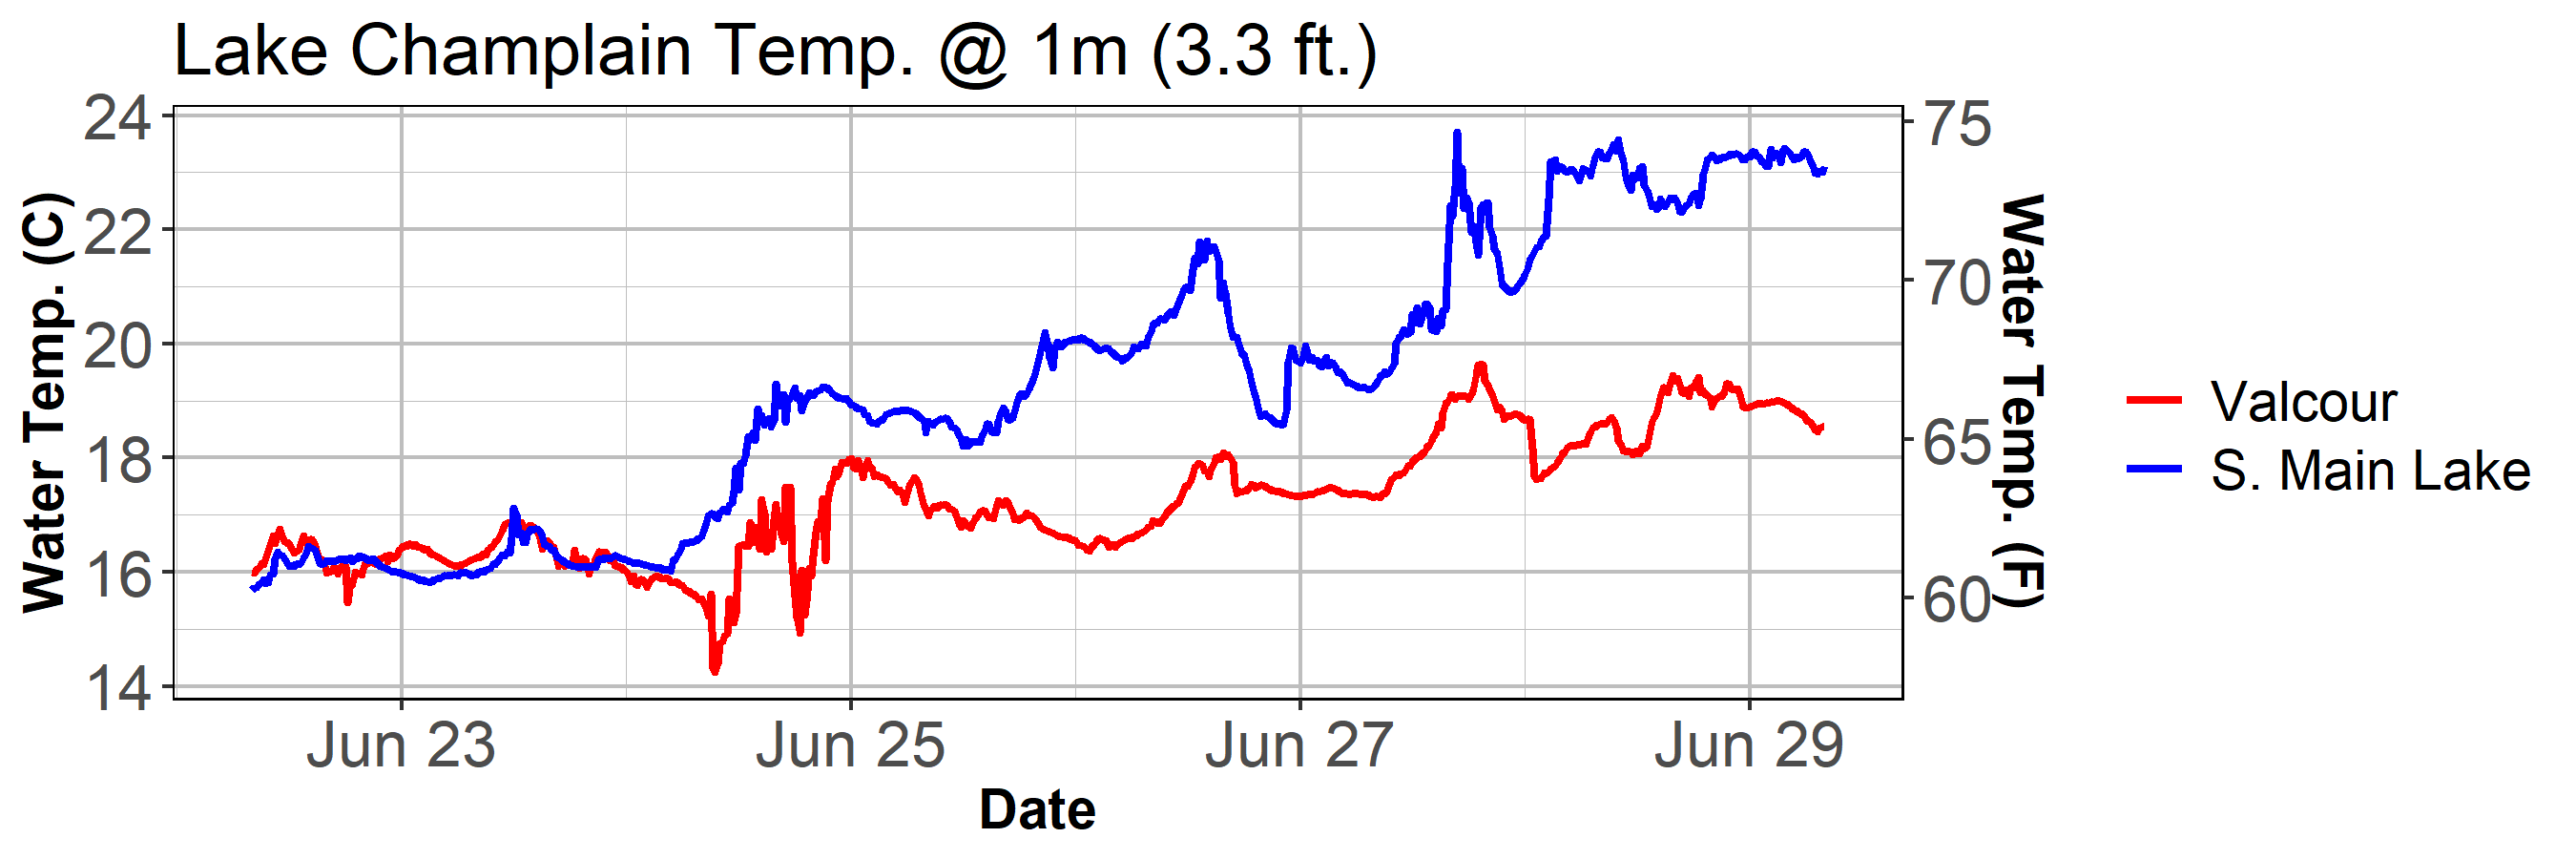 Lake Champlain Temp. @ 1m (3.3 ft.)
24
22
20
18
16
14
Water Temp. (C)
75
70
65
60
Water Temp. (F)
Jun 23
Jun 25
Jun 27
Jun 29
Date
Valcour
S. Main Lake